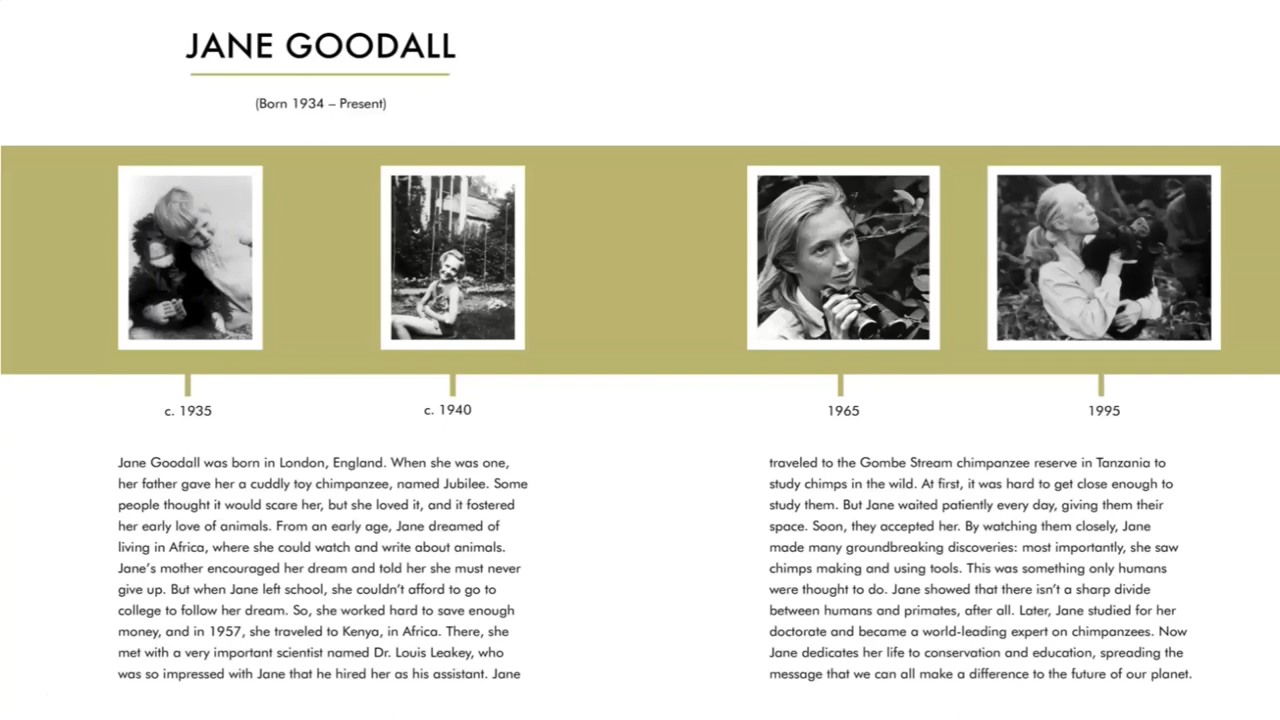 JANE GOODALL
(Born 1934 – Present)
c. 1935
c. 1940
1965
1995
Jane Goodall was born in London, England. When she was one,
her father gave her a cuddly toy chimpanzee, named Jubilee. Some
people thought it would scare her, but she loved it, and it fostered
her early love of animals. From an early age, Jane dreamed of
living in Africa, where she could watch and write about animals.
Jane’s mother encouraged her dream and told her she must never
give up. But when Jane left school, she couldn’t afford to go to
college to follow her dream. So, she worked hard to save enough
money, and in 1957, she traveled to Kenya, in Africa. There, she
met with a very important scientist named Dr. Louis Leakey, who
was so impressed with Jane that he hired her as his assistant. Jane
traveled to the Gombe Stream chimpanzee reserve in Tanzania to
study chimps in the wild. At first, it was hard to get close enough to
study them. But Jane waited patiently every day, giving them their
space. Soon, they accepted her. By watching them closely, Jane
made many groundbreaking discoveries: most importantly, she saw
chimps making and using tools. This was something only humans
were thought to do. Jane showed that there isn’t a sharp divide
between humans and primates, after all. Later, Jane studied for her
doctorate and became a world-leading expert on chimpanzees. Now
Jane dedicates her life to conservation and education, spreading the
message that we can all make a difference to the future of our planet.